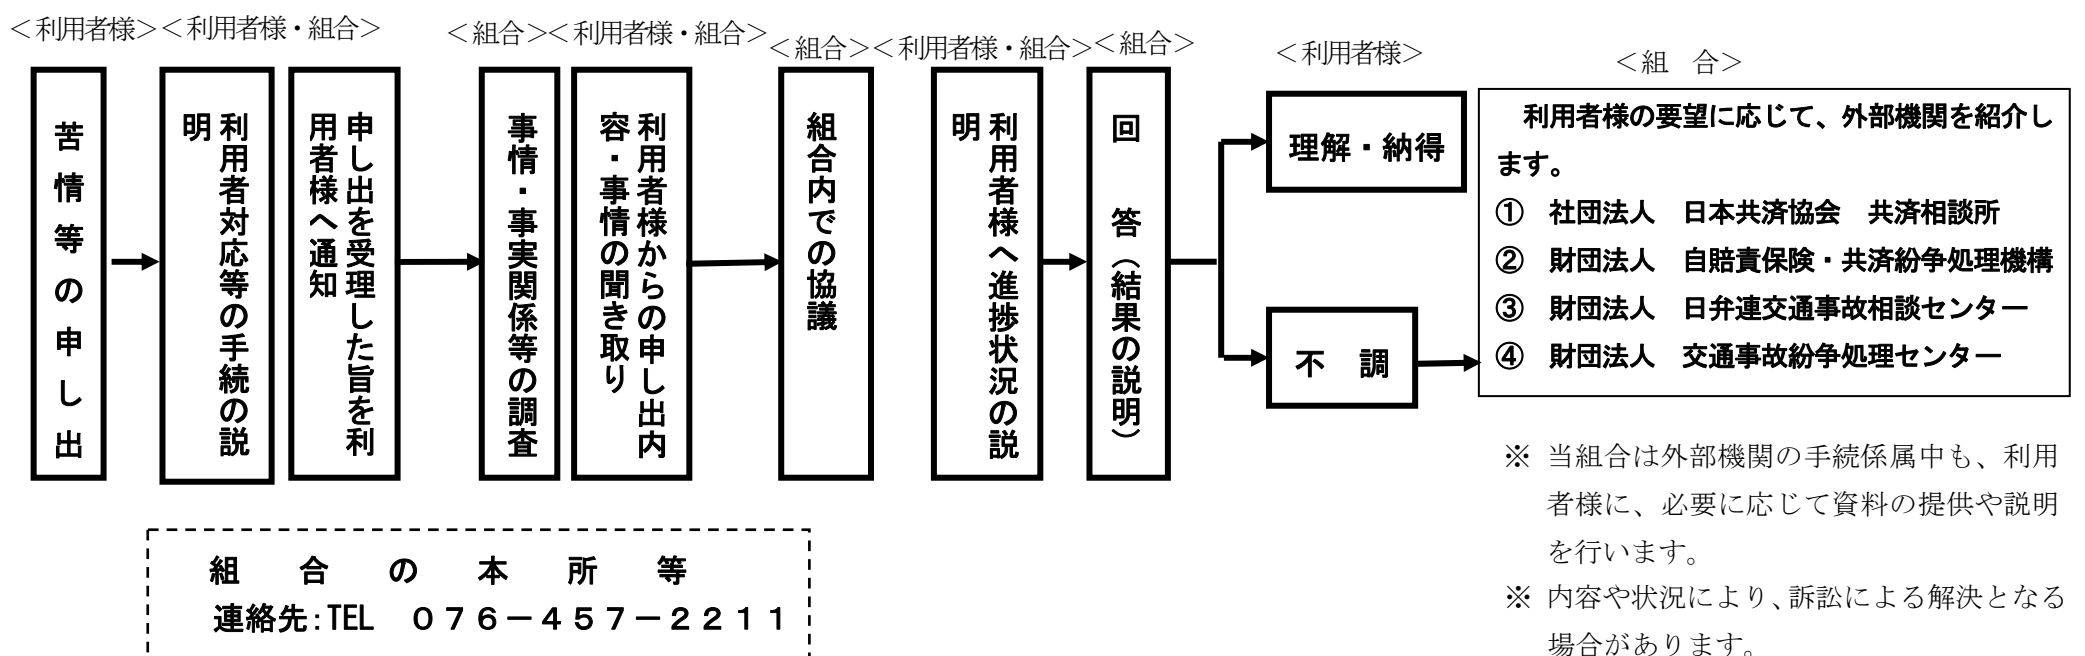 ＜利用者様＞
＜利用者様・組合＞
＜組合＞
＜利用者様・組合＞
＜組合＞
＜利用者様・組合＞
＜組合＞
＜利用者様＞
＜組　合＞
苦情等の申し出
利用者対応等の手続の説
明
申し出を受理した旨を利
用者様へ通知
事情・事実関係等の調査
利用者様からの申し出内
容・事情の聞き取り
組合内での協議
利用者様へ進捗状況の説
明
回　答（結果の説明）
理解・納得
不　調
利用者様の要望に応じて、外部機関を紹介し
ます。
①　社団法人　日本共済協会　共済相談所
②　財団法人　自賠責保険・共済紛争処理機構
③　財団法人　日弁連交通事故相談センター
④　財団法人　交通事故紛争処理センター
※ 当組合は外部機関の手続係属中も、利用
者様に、必要に応じて資料の提供や説明
を行います。
※ 内容や状況により、訴訟による解決となる
場合があります。
組　合　の　本　所　等
連絡先：TEL　０７６－４５７－２２１１